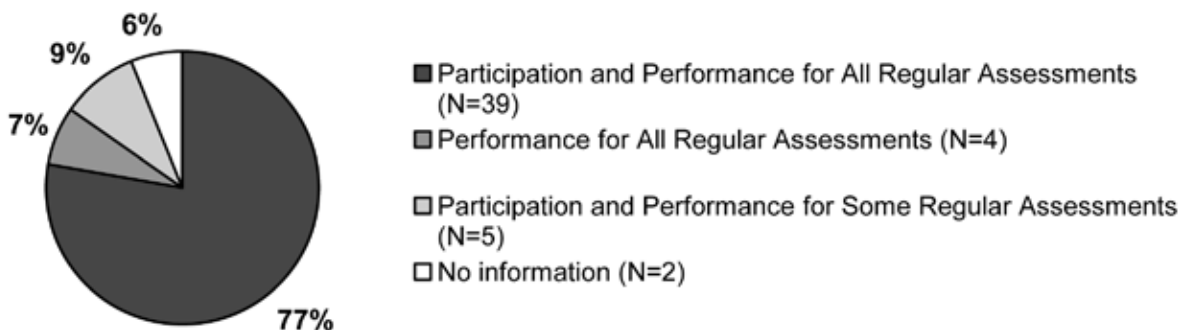 6%
9%
7%
77%
Participation and Performance for All Regular Assessments
(N=39)
Performance for All Regular Assessments (N=4)
Participation and Performance for Some Regular Assessments
(N=5)
No information (N=2)